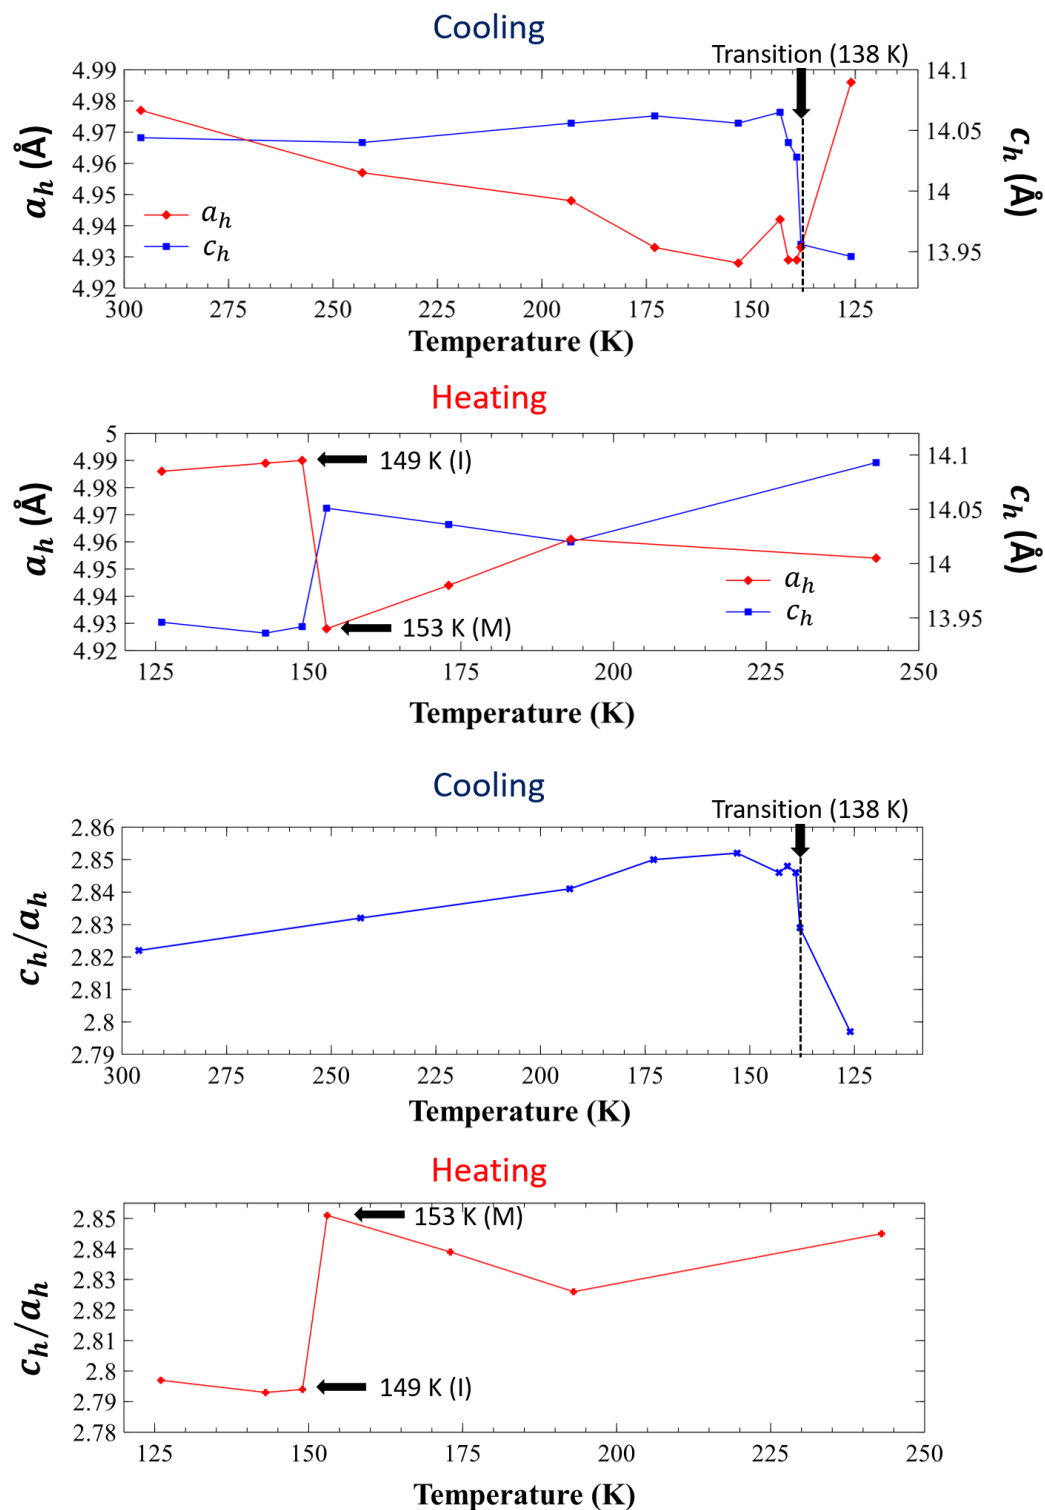 Cooling
Transition (138 K)
4.99
4.98
4.97
4.96
4.95
4.94
4.93
4.92
a_h (Å)
14.1
14.05
14
13.95
c_h (Å)
a_h
c_h
300 275 250 225 200 175 150 125
Temperature (K)
Heating
5
4.99
4.98
4.97
4.96
4.95
4.94
4.93
4.92
a_h (Å)
14.1
14.05
14
13.95
c_h (Å)
149 K (I)
153 K (M)
a_h
c_h
125 150 175 200 225 250
Temperature (K)
Cooling
Transition (138 K)
2.86
2.85
2.84
2.83
2.82
2.81
2.8
2.79
c_h/a_h
300 275 250 225 200 175 150 125
Temperature (K)
Heating
2.85
2.84
2.83
2.82
2.81
2.8
2.79
2.78
c_h/a_h
153 K (M)
149 K (I)
125 150 175 200 225 250
Temperature (K)